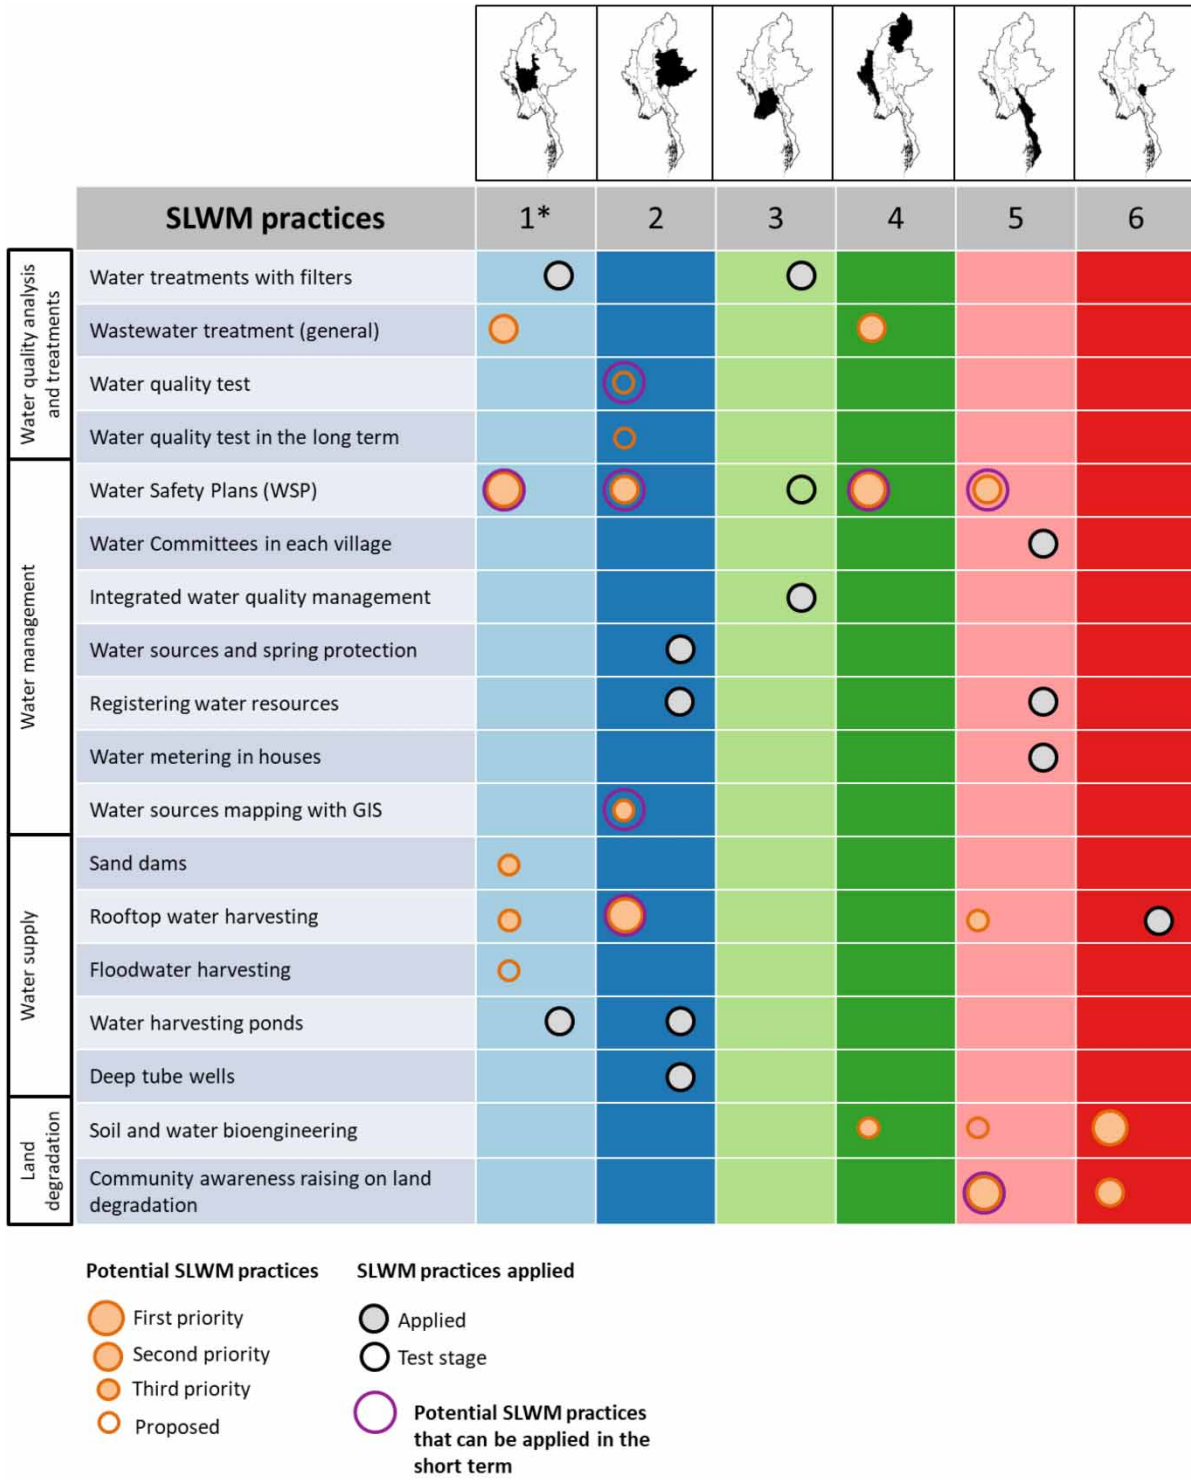 SLWM practices 1* 2 3 4 5 6
Water quality analysis
and treatments
Water treatments with filters
Wastewater treatment (general)
Water quality test
Water quality test in the long term
Water management
Water Safety Plans (WSP)
Water Committees in each village
Integrated water quality management
Water sources and spring protection
Registering water resources
Water metering in houses
Water sources mapping with GIS
Water supply
Sand dams
Rooftop water harvesting
Floodwater harvesting
Water harvesting ponds
Deep tube wells
Land
degradation
Soil and water bioengineering
Community awareness raising on land
degradation
Potential SLWM practices
First priority
Second priority
Third priority
Proposed
SLWM practices applied
Applied
Test stage
Potential SLWM practices
that can be applied in the
short term